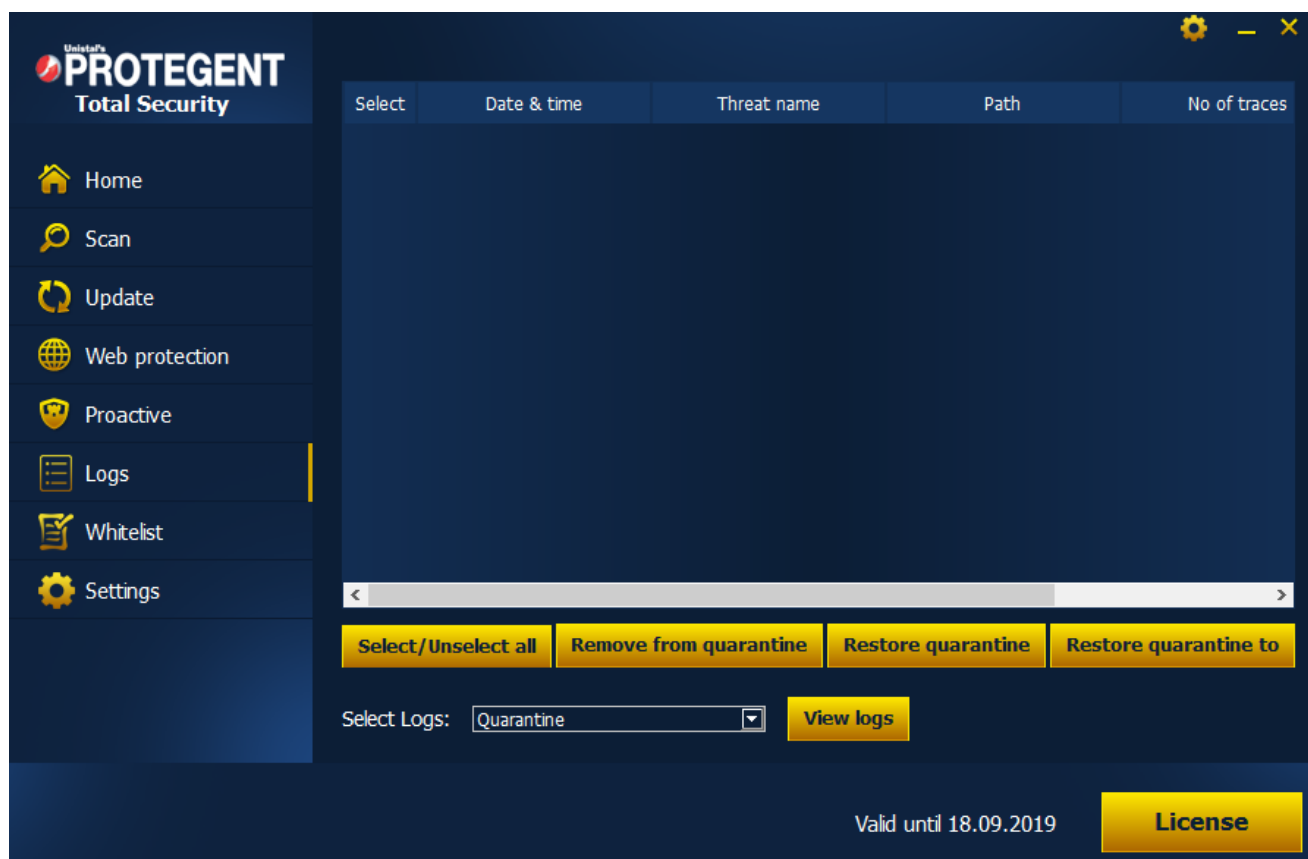 Unistal's
PROTEGENT
Total Security
Select Date & time Threat name Path No of traces
Home
Scan
Update
Web protection
Proactive
Logs
Whitelist
Settings
Select/Unselect all Remove from quarantine Restore quarantine Restore quarantine to
Select Logs: Quarantine View logs
Valid until 18.09.2019 License